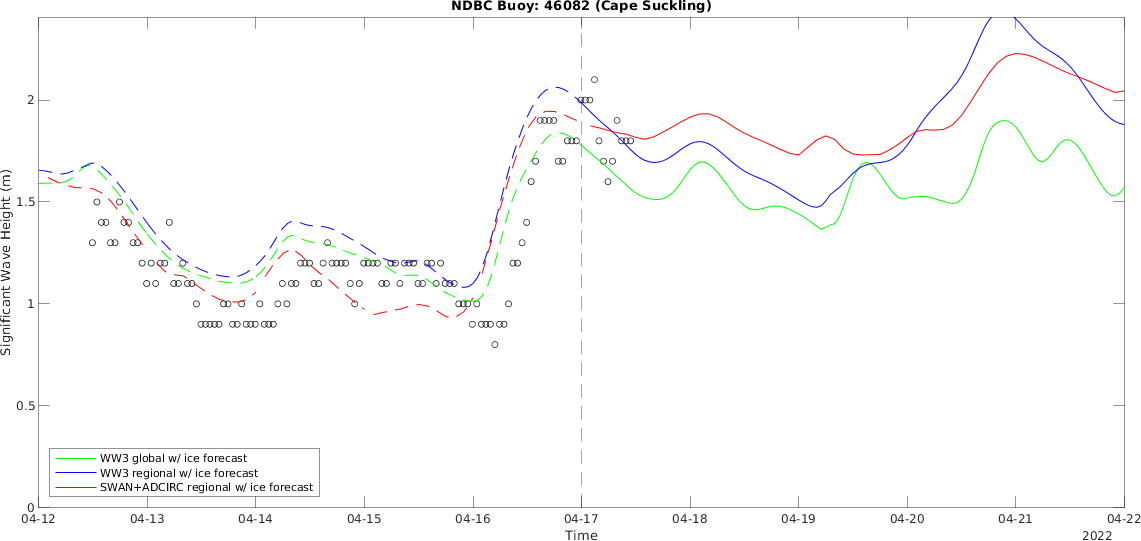 NDBC Buoy: 46082 (Cape Suckling)
Significant Wave Height (m)
2
1.5
1
0.5
0
WW3 global w/ ice forecast
WW3 regional w/ ice forecast
SWAN+ADCIRC regional w/ ice forecast
04-12 04-13 04-14 04-15 04-16 04-17 04-18 04-19 04-20 04-21 04-22
Time
2022